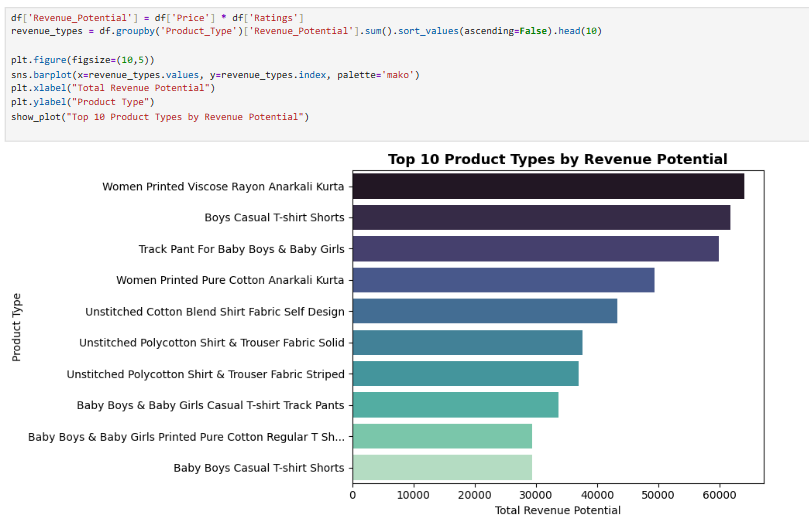 df['Revenue_Potential'] = df['Price'] * df['Ratings']
revenue_types = df.groupby('Product_Type')['Revenue_Potential'].sum().sort_values(ascending=False).head(10)
plt.figure(figsize=(10,5))
sns.barplot(x=revenue_types.values, y=revenue_types.index, palette='mako')
plt.xlabel("Total Revenue Potential")
plt.ylabel("Product Type")
show_plot("Top 10 Product Types by Revenue Potential")
Top 10 Product Types by Revenue Potential
Women Printed Viscose Rayon Anarkali Kurta
Boys Casual T-shirt Shorts
Track Pant For Baby Boys & Baby Girls
Women Printed Pure Cotton Anarkali Kurta
Unstitched Cotton Blend Shirt Fabric Self Design
Unstitched Polycotton Shirt & Trouser Fabric Solid
Unstitched Polycotton Shirt & Trouser Fabric Striped
Baby Boys & Baby Girls Casual T-shirt Track Pants
Baby Boys & Baby Girls Printed Pure Cotton Regular T Sh...
Baby Boys Casual T-shirt Shorts
Product Type
0 10000 20000 30000 40000 50000 60000
Total Revenue Potential